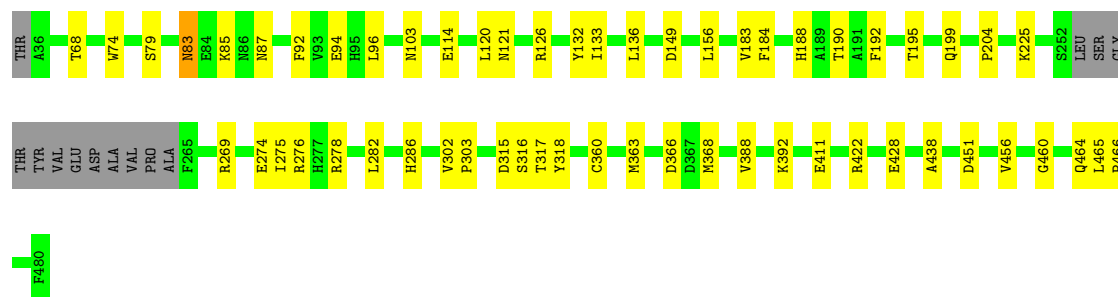 THR A36 T68 W74 S79 N83 E84 K85 N86 N87 F92 V93 E94 H95 L96 N103 E114 L120 N121 R126 Y132 I133 L136 D149 L156 V183 F184 H188 A189 T190 A191 F192 T195 Q199 P204 K225 S252 LEU SER GLY
THR TYR VAL GLU ASP ALA VAL PRO ALA F265 R269 E274 I275 R276 H277 R278 L282 H286 V302 P303 D315 S316 T317 Y318 C360 M363 D366 D367 M368 V388 K392 E411 R422 E428 A438 D451 V456 G460 Q464 L465 P466
F480